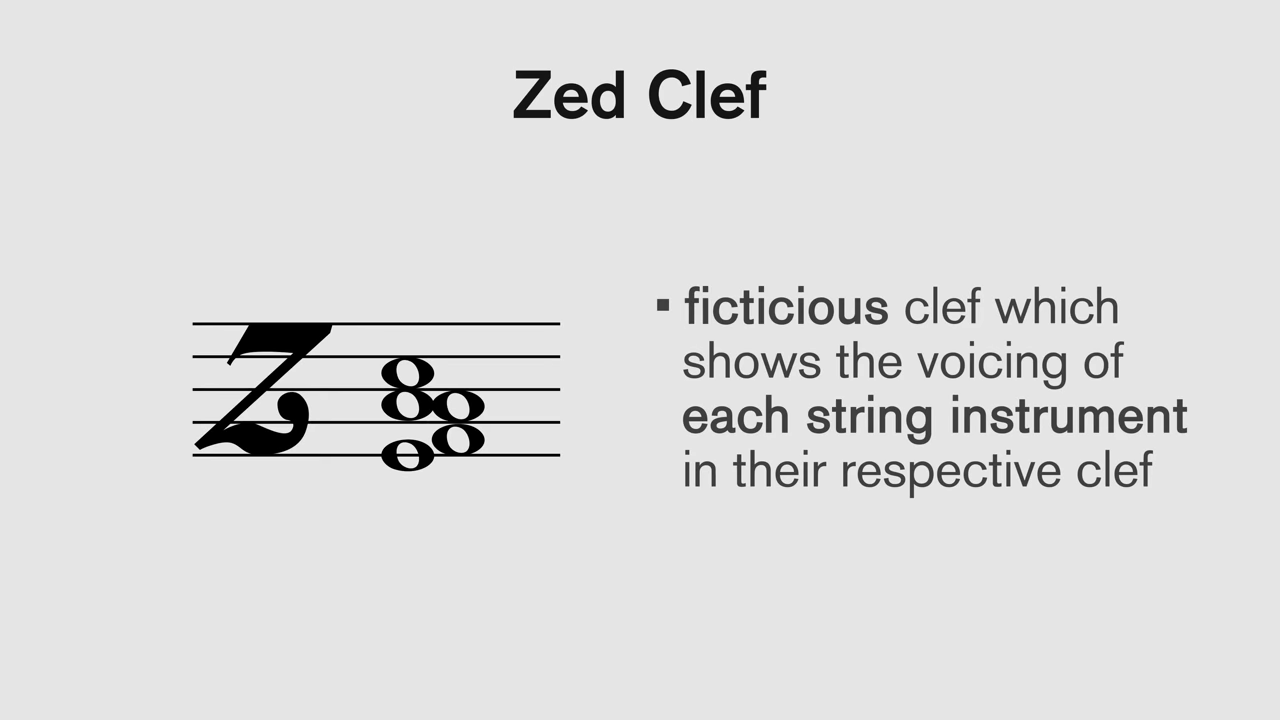 Zed Clef
▪ ficticious clef which
shows the voicing of
each string instrument
in their respective clef